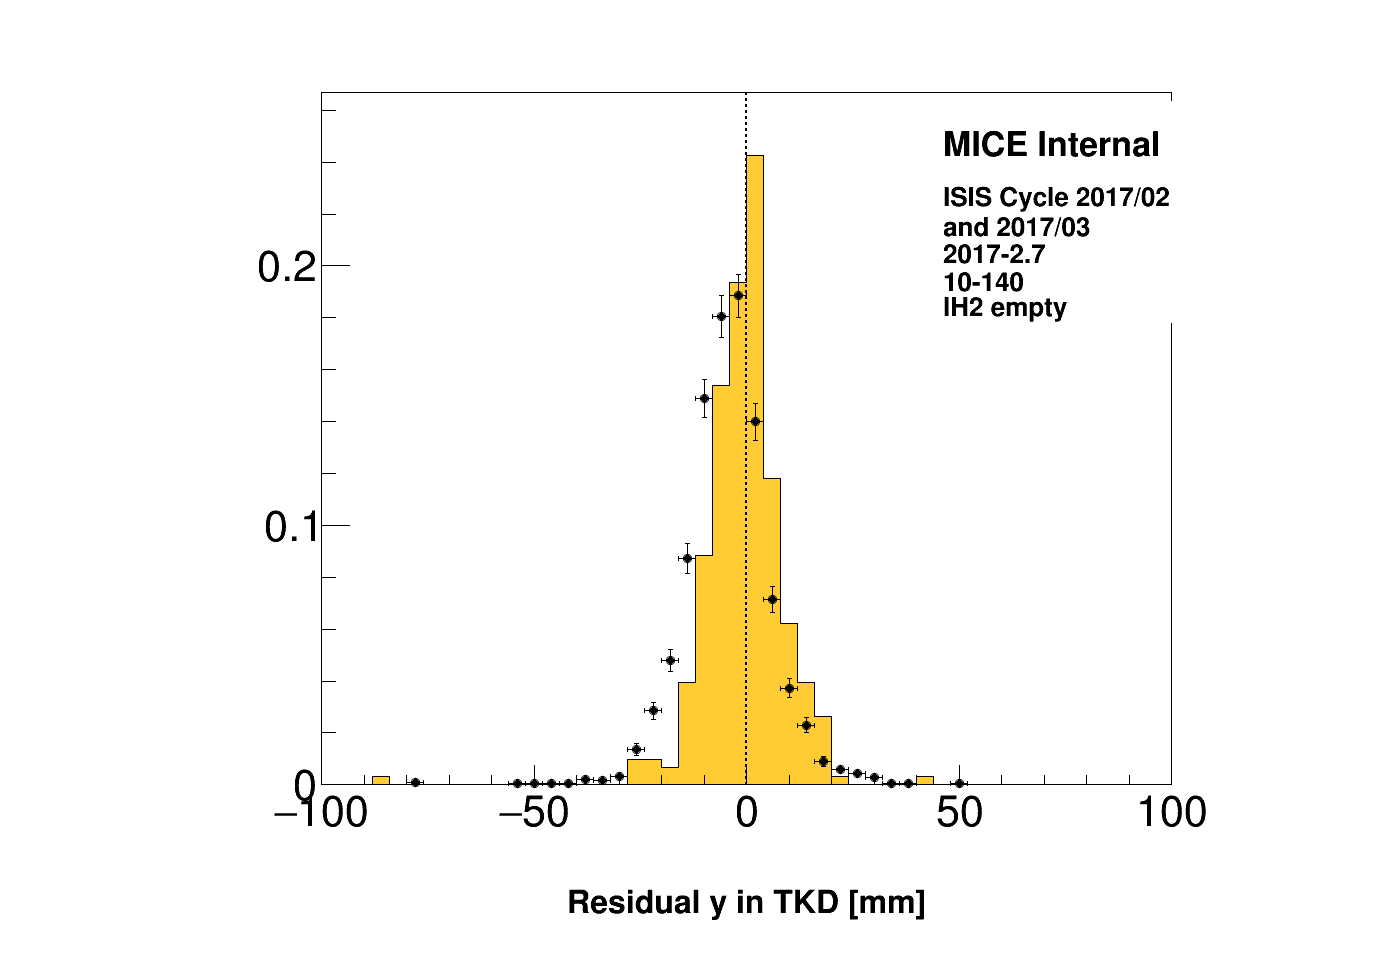 MICE Internal
ISIS Cycle 2017/02
and 2017/03
2017-2.7
10-140
lH2 empty
0.2
0.1
0
−100 −50 0 50 100
Residual y in TKD [mm]